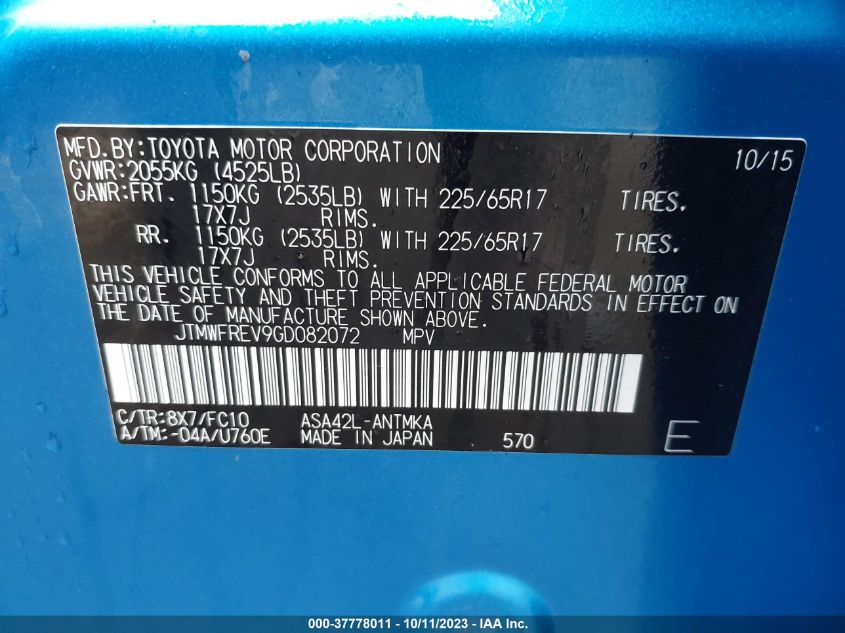 MFD.BY:TOYOTA MOTOR CORPORATION 10/15
GVWR:2055KG (4525LB)
GAWR:FRT. 1150KG (2535LB) WITH 225/65R17 TIRES.
17X7J RIMS.
RR. 1150KG (2535LB) WITH 225/65R17 TIRES.
17X7J RIMS.
THIS VEHICLE CONFORMS TO ALL APPLICABLE FEDERAL MOTOR
VEHICLE SAFETY AND THEFT PREVENTION STANDARDS IN EFFECT ON
THE DATE OF MANUFACTURE SHOWN ABOVE.
JTMWFREV9GD082072 MPV
C/TR:8X7/FC10 ASA42L-ANTMKA
A/TM:-04A/U760E MADE IN JAPAN 570 E
000-37778011 - 10/11/2023 - IAA Inc.